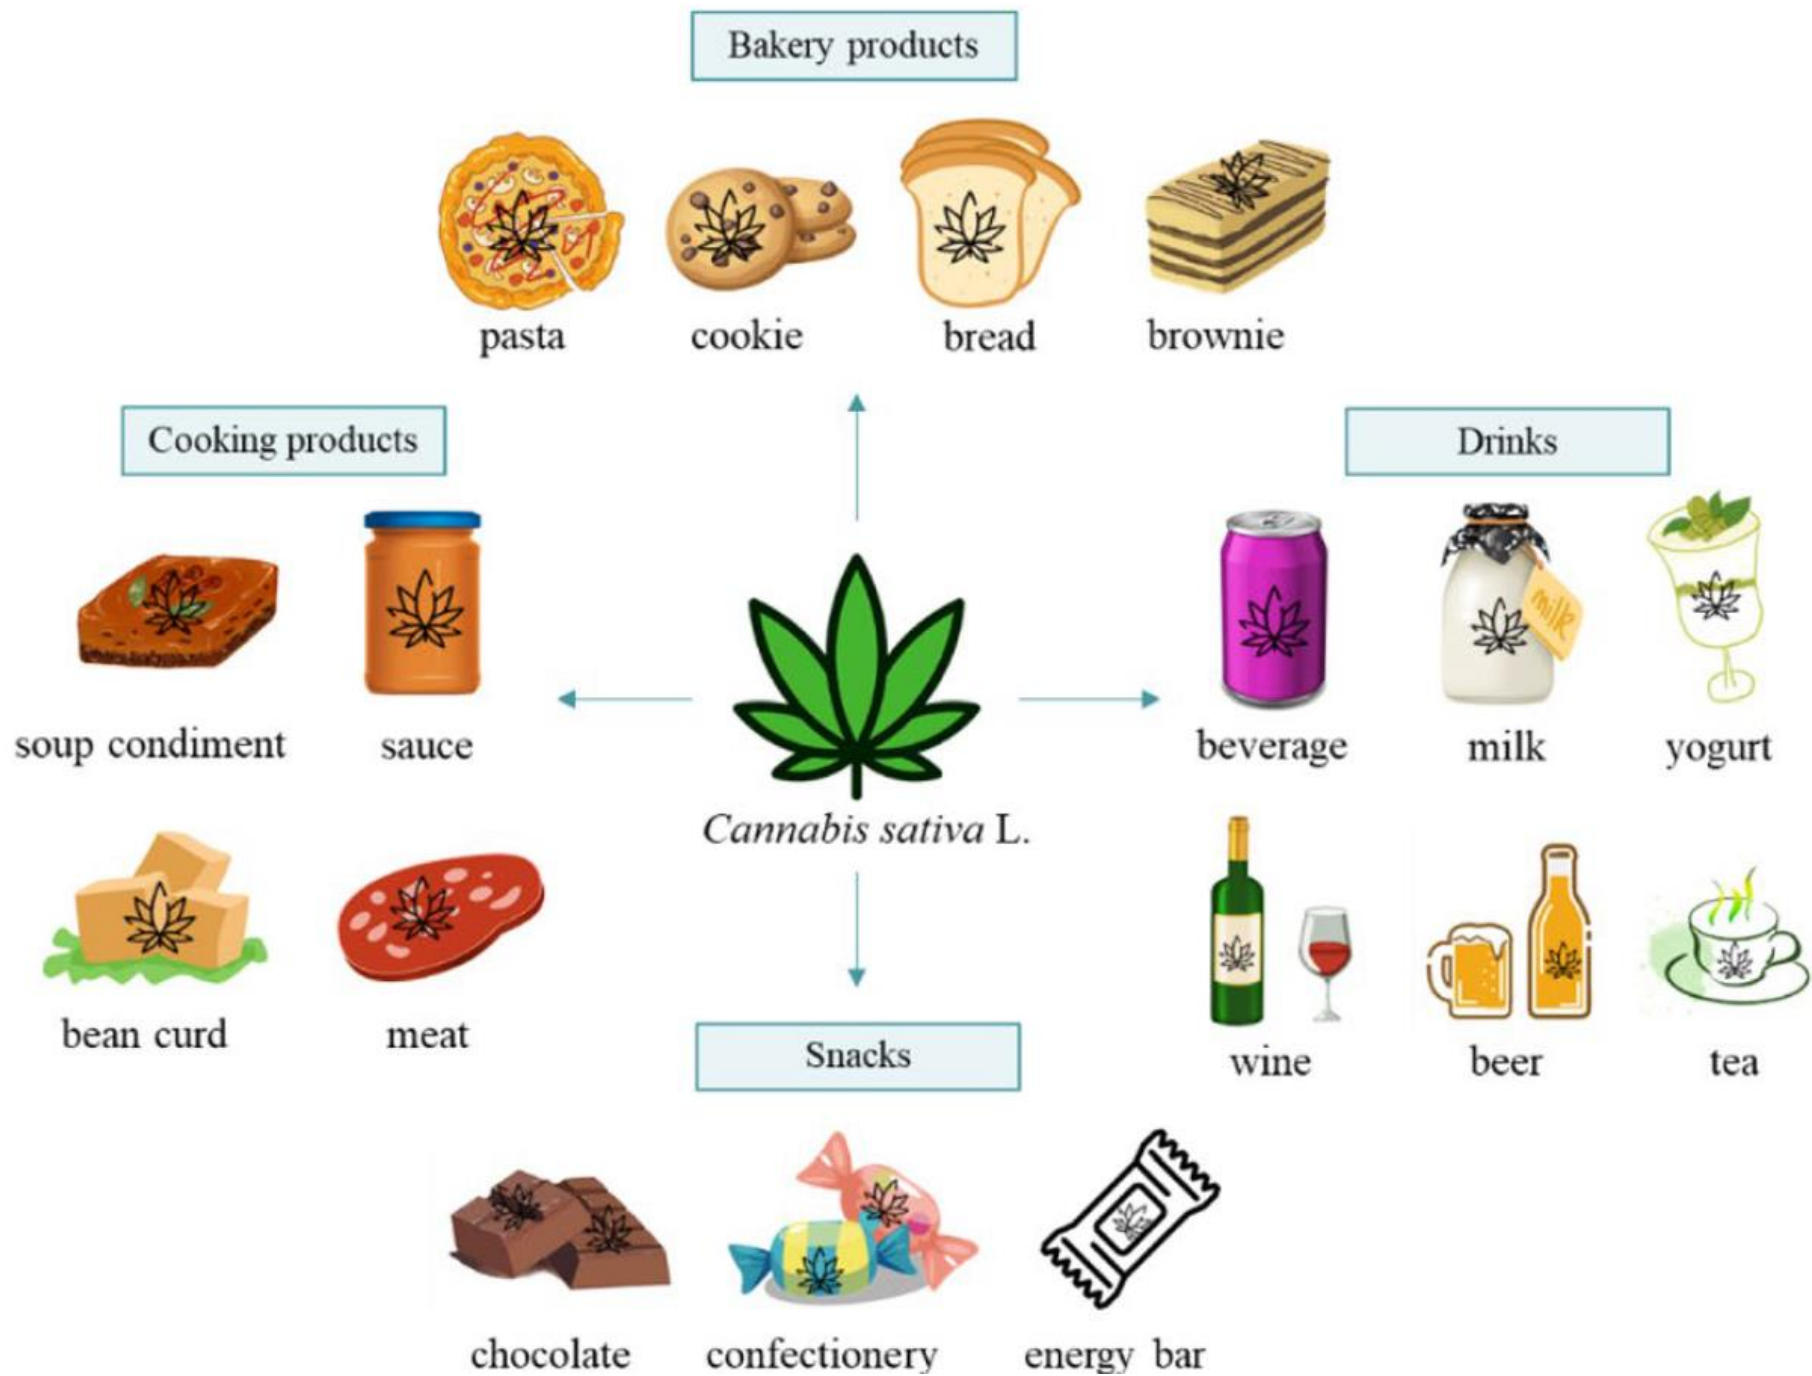 Bakery products
pasta
cookie
bread
brownie
Cooking products
soup condiment
sauce
bean curd
meat
Cannabis sativa L.
Drinks
beverage
milk
milk
yogurt
wine
beer
tea
Snacks
chocolate
confectionery
energy bar